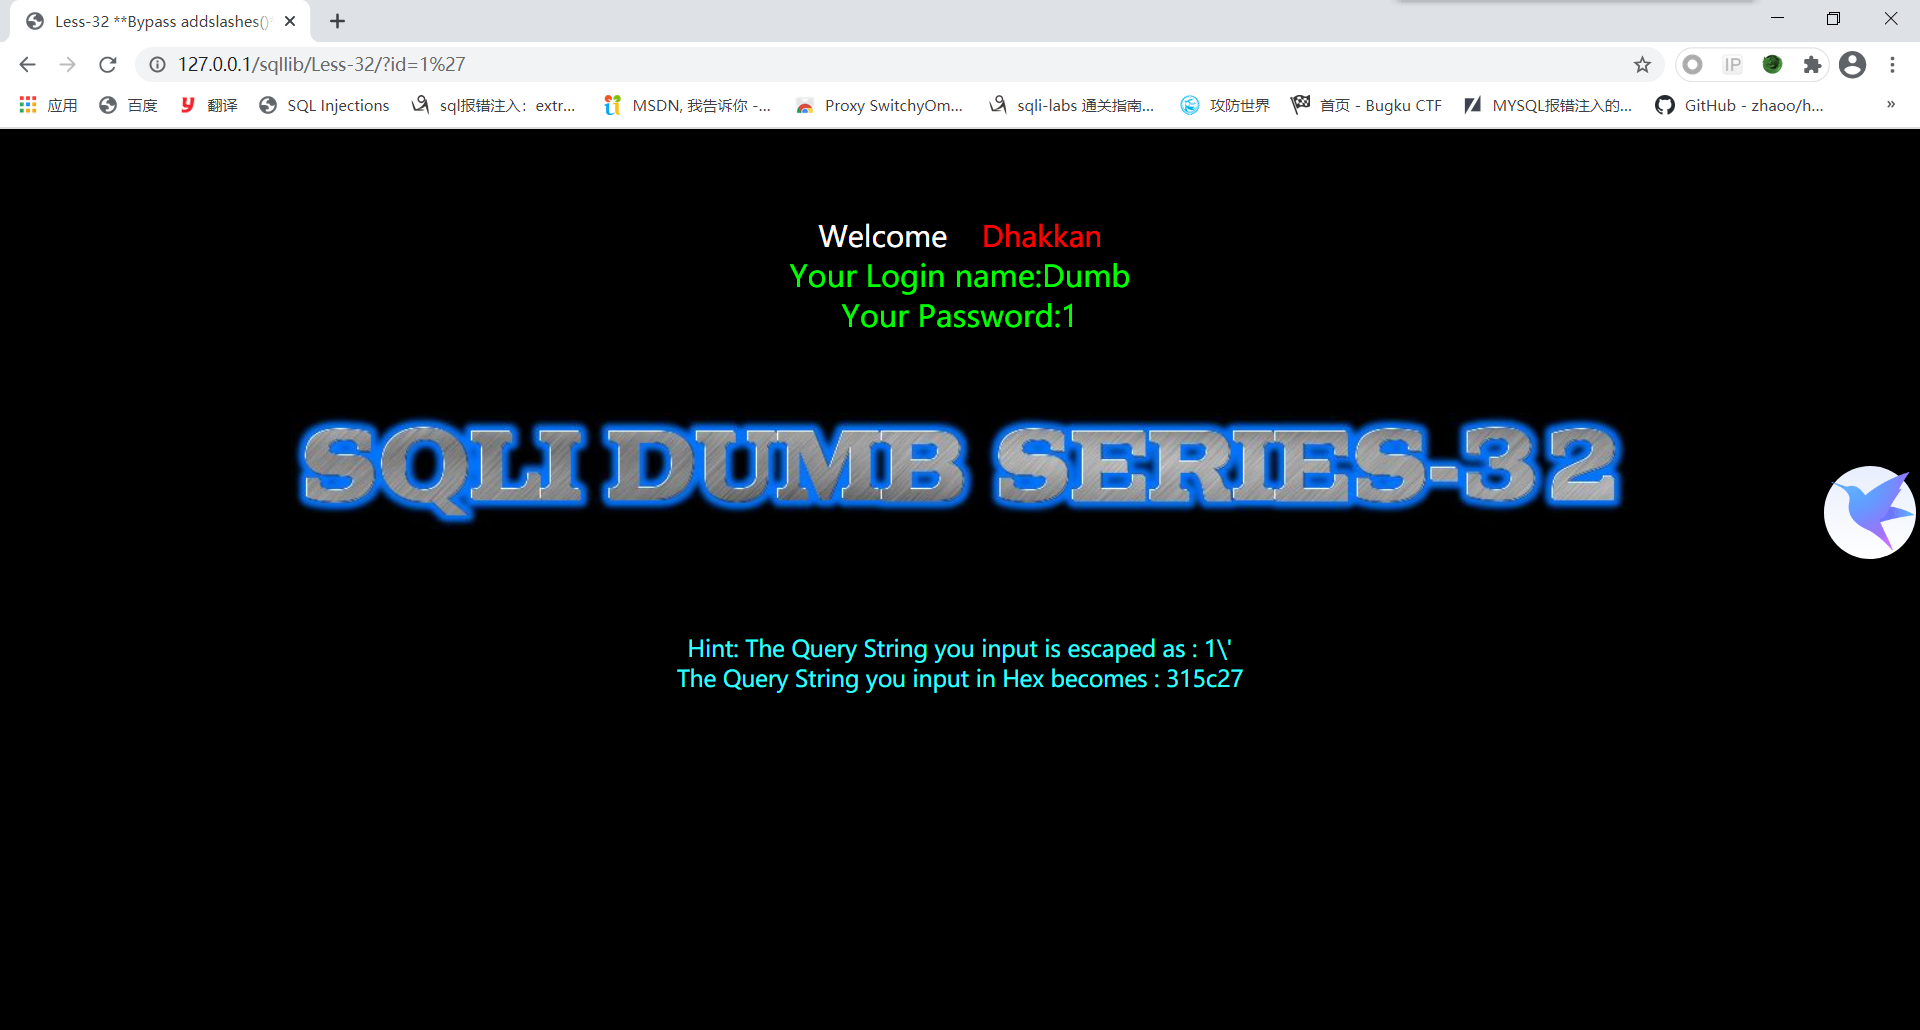 Less-32 **Bypass addslashes()*
127.0.0.1/sqllib/Less-32/?id=1%27
IP
应用 百度 翻译 SQL Injections sql报错注入：extr... MSDN, 我告诉你 -... Proxy SwitchyOm... sqli-labs 通关指南... 攻防世界 首页 - Bugku CTF MYSQL报错注入的... GitHub - zhaoo/h... »
Welcome Dhakkan
Your Login name:Dumb
Your Password:1
SQLI DUMB SERIES-32
Hint: The Query String you input is escaped as : 1\'
The Query String you input in Hex becomes : 315c27